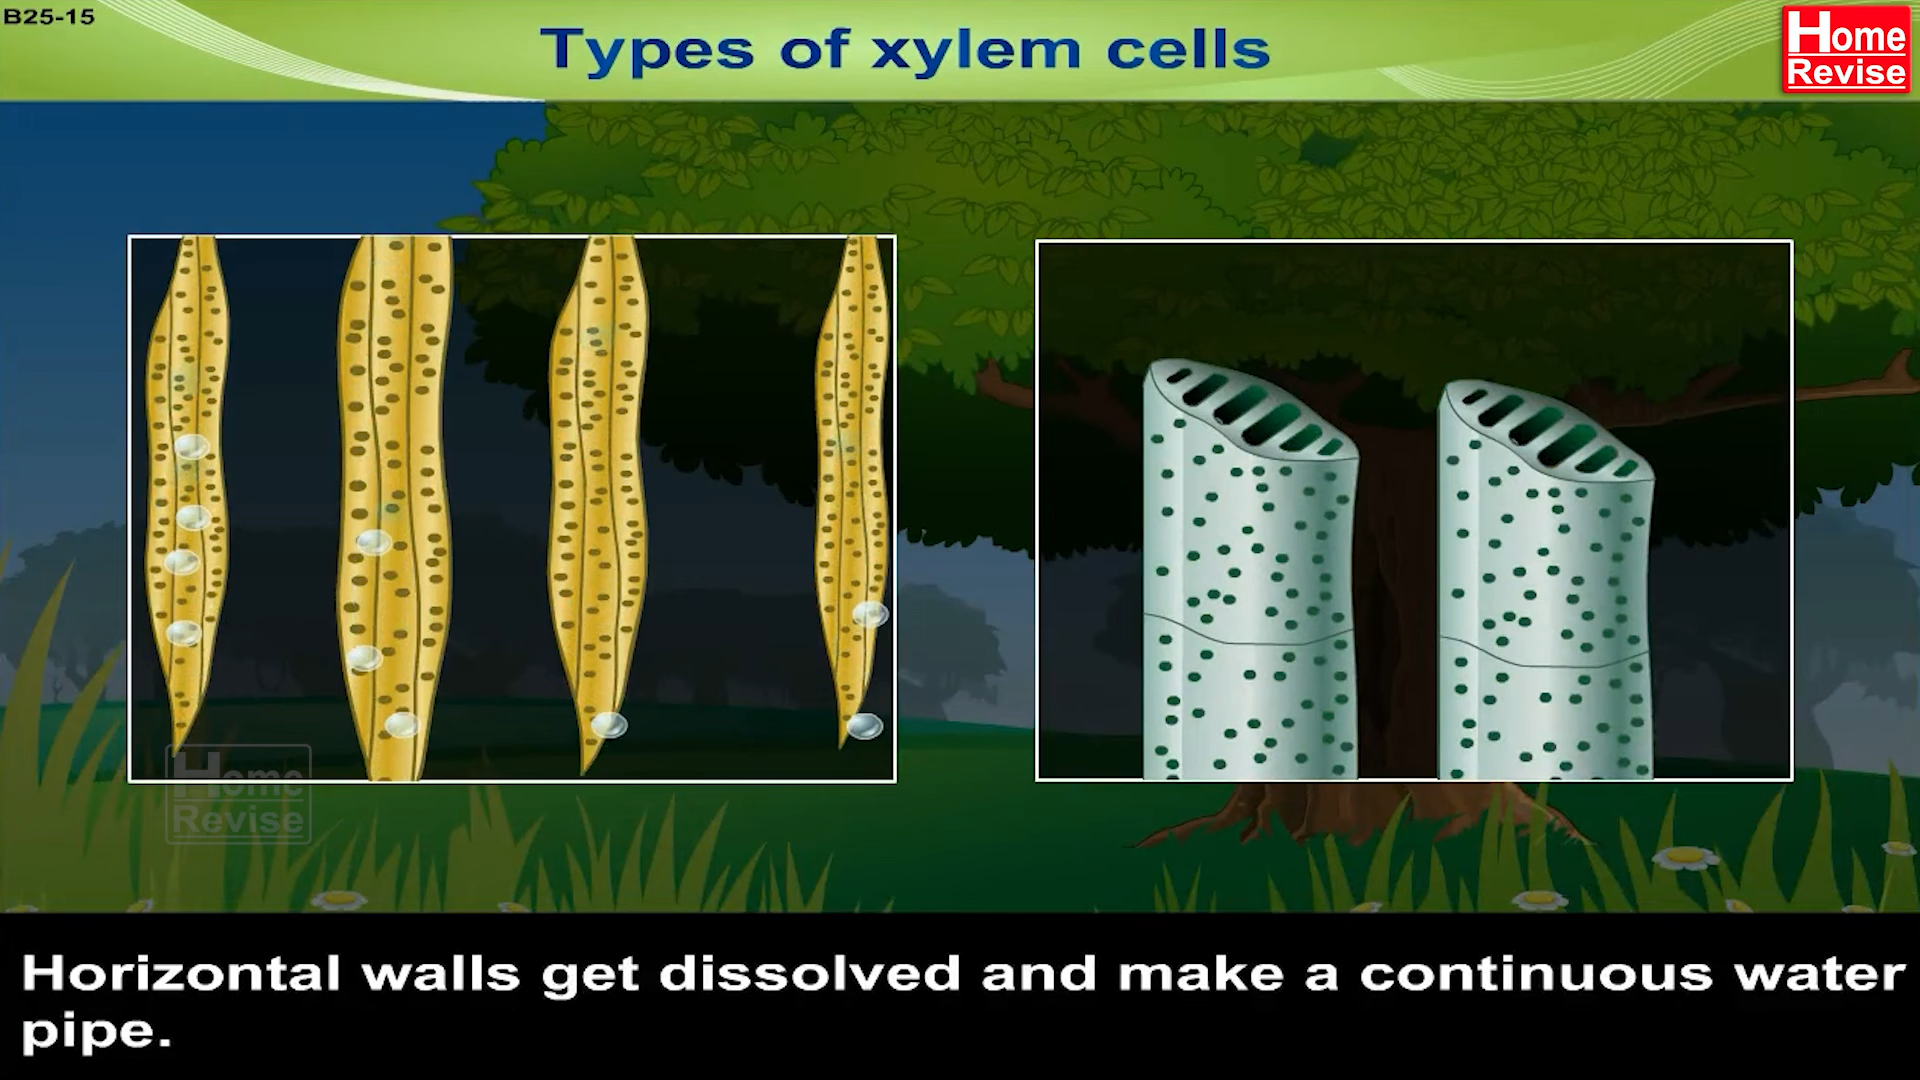 B25-15
Types of xylem cells
Home
Revise
Home
Revise
Horizontal walls get dissolved and make a continuous water
pipe.